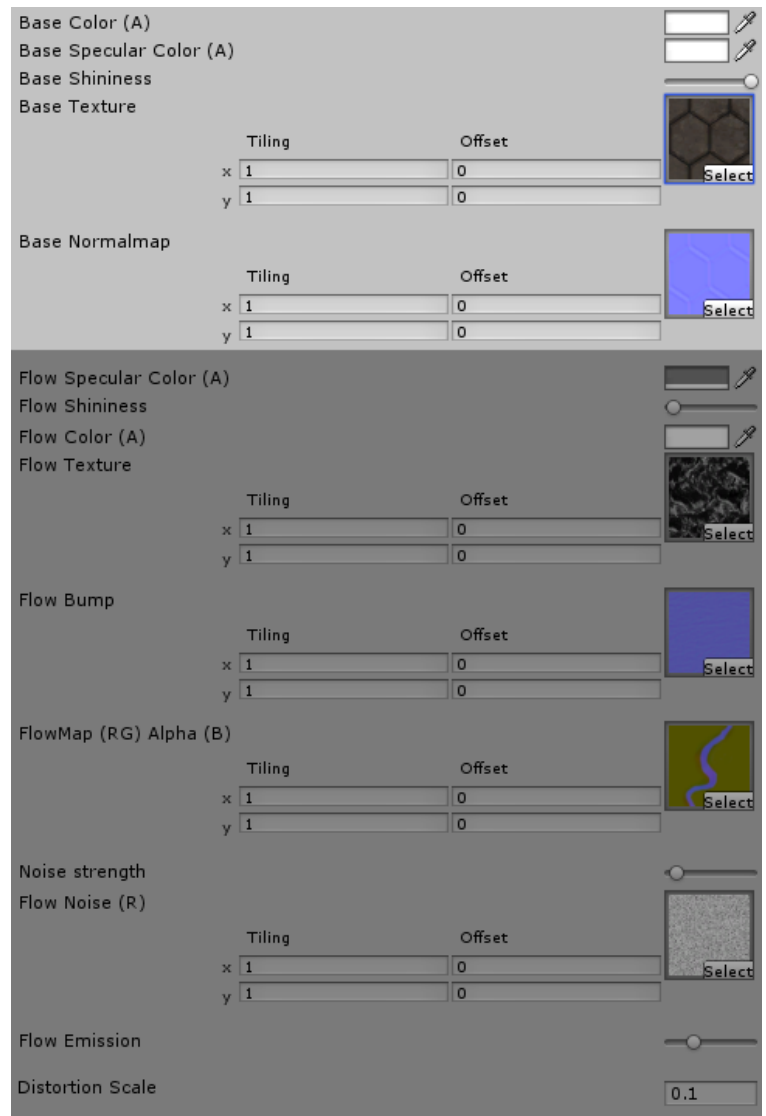 Base Color (A)
Base Specular Color (A)
Base Shininess
Base Texture
Tiling Offset
x 1 0 Select
y 1 0
Base Normalmap
Tiling Offset
x 1 0 Select
y 1 0
Flow Specular Color (A)
Flow Shininess
Flow Color (A)
Flow Texture
Tiling Offset
x 1 0 Select
y 1 0
Flow Bump
Tiling Offset
x 1 0 Select
y 1 0
FlowMap (RG) Alpha (B)
Tiling Offset
x 1 0 Select
y 1 0
Noise strength
Flow Noise (R)
Tiling Offset
x 1 0 Select
y 1 0
Flow Emission
Distortion Scale 0.1